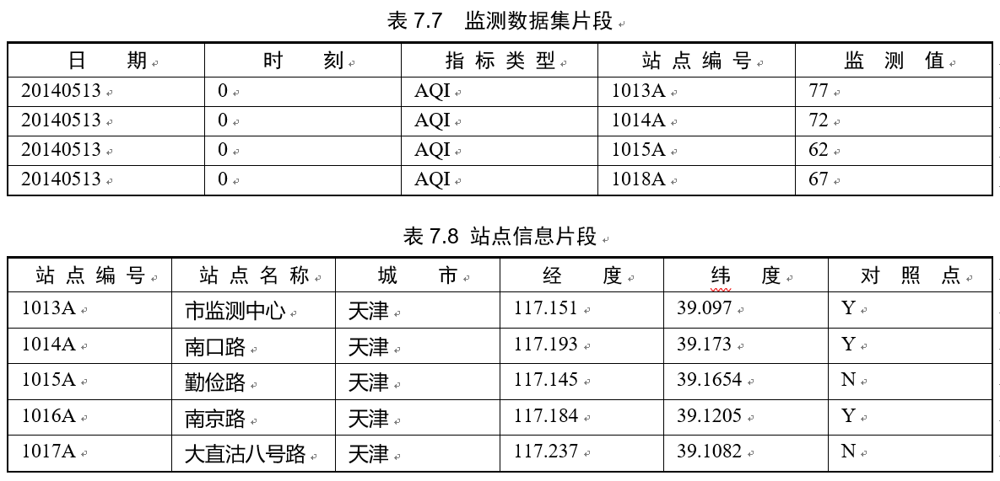 表 7.7 监测数据集片段
日 期 时 刻 指 标 类 型 站 点 编 号 监 测 值
20140513 0 AQI 1013A 77
20140513 0 AQI 1014A 72
20140513 0 AQI 1015A 62
20140513 0 AQI 1018A 67
表 7.8 站点信息片段
站 点 编 号 站 点 名 称 城 市 经 度 纬 度 对 照 点
1013A 市监测中心 天津 117.151 39.097 Y
1014A 南口路 天津 117.193 39.173 Y
1015A 勤俭路 天津 117.145 39.1654 N
1016A 南京路 天津 117.184 39.1205 Y
1017A 大直沽八号路 天津 117.237 39.1082 N